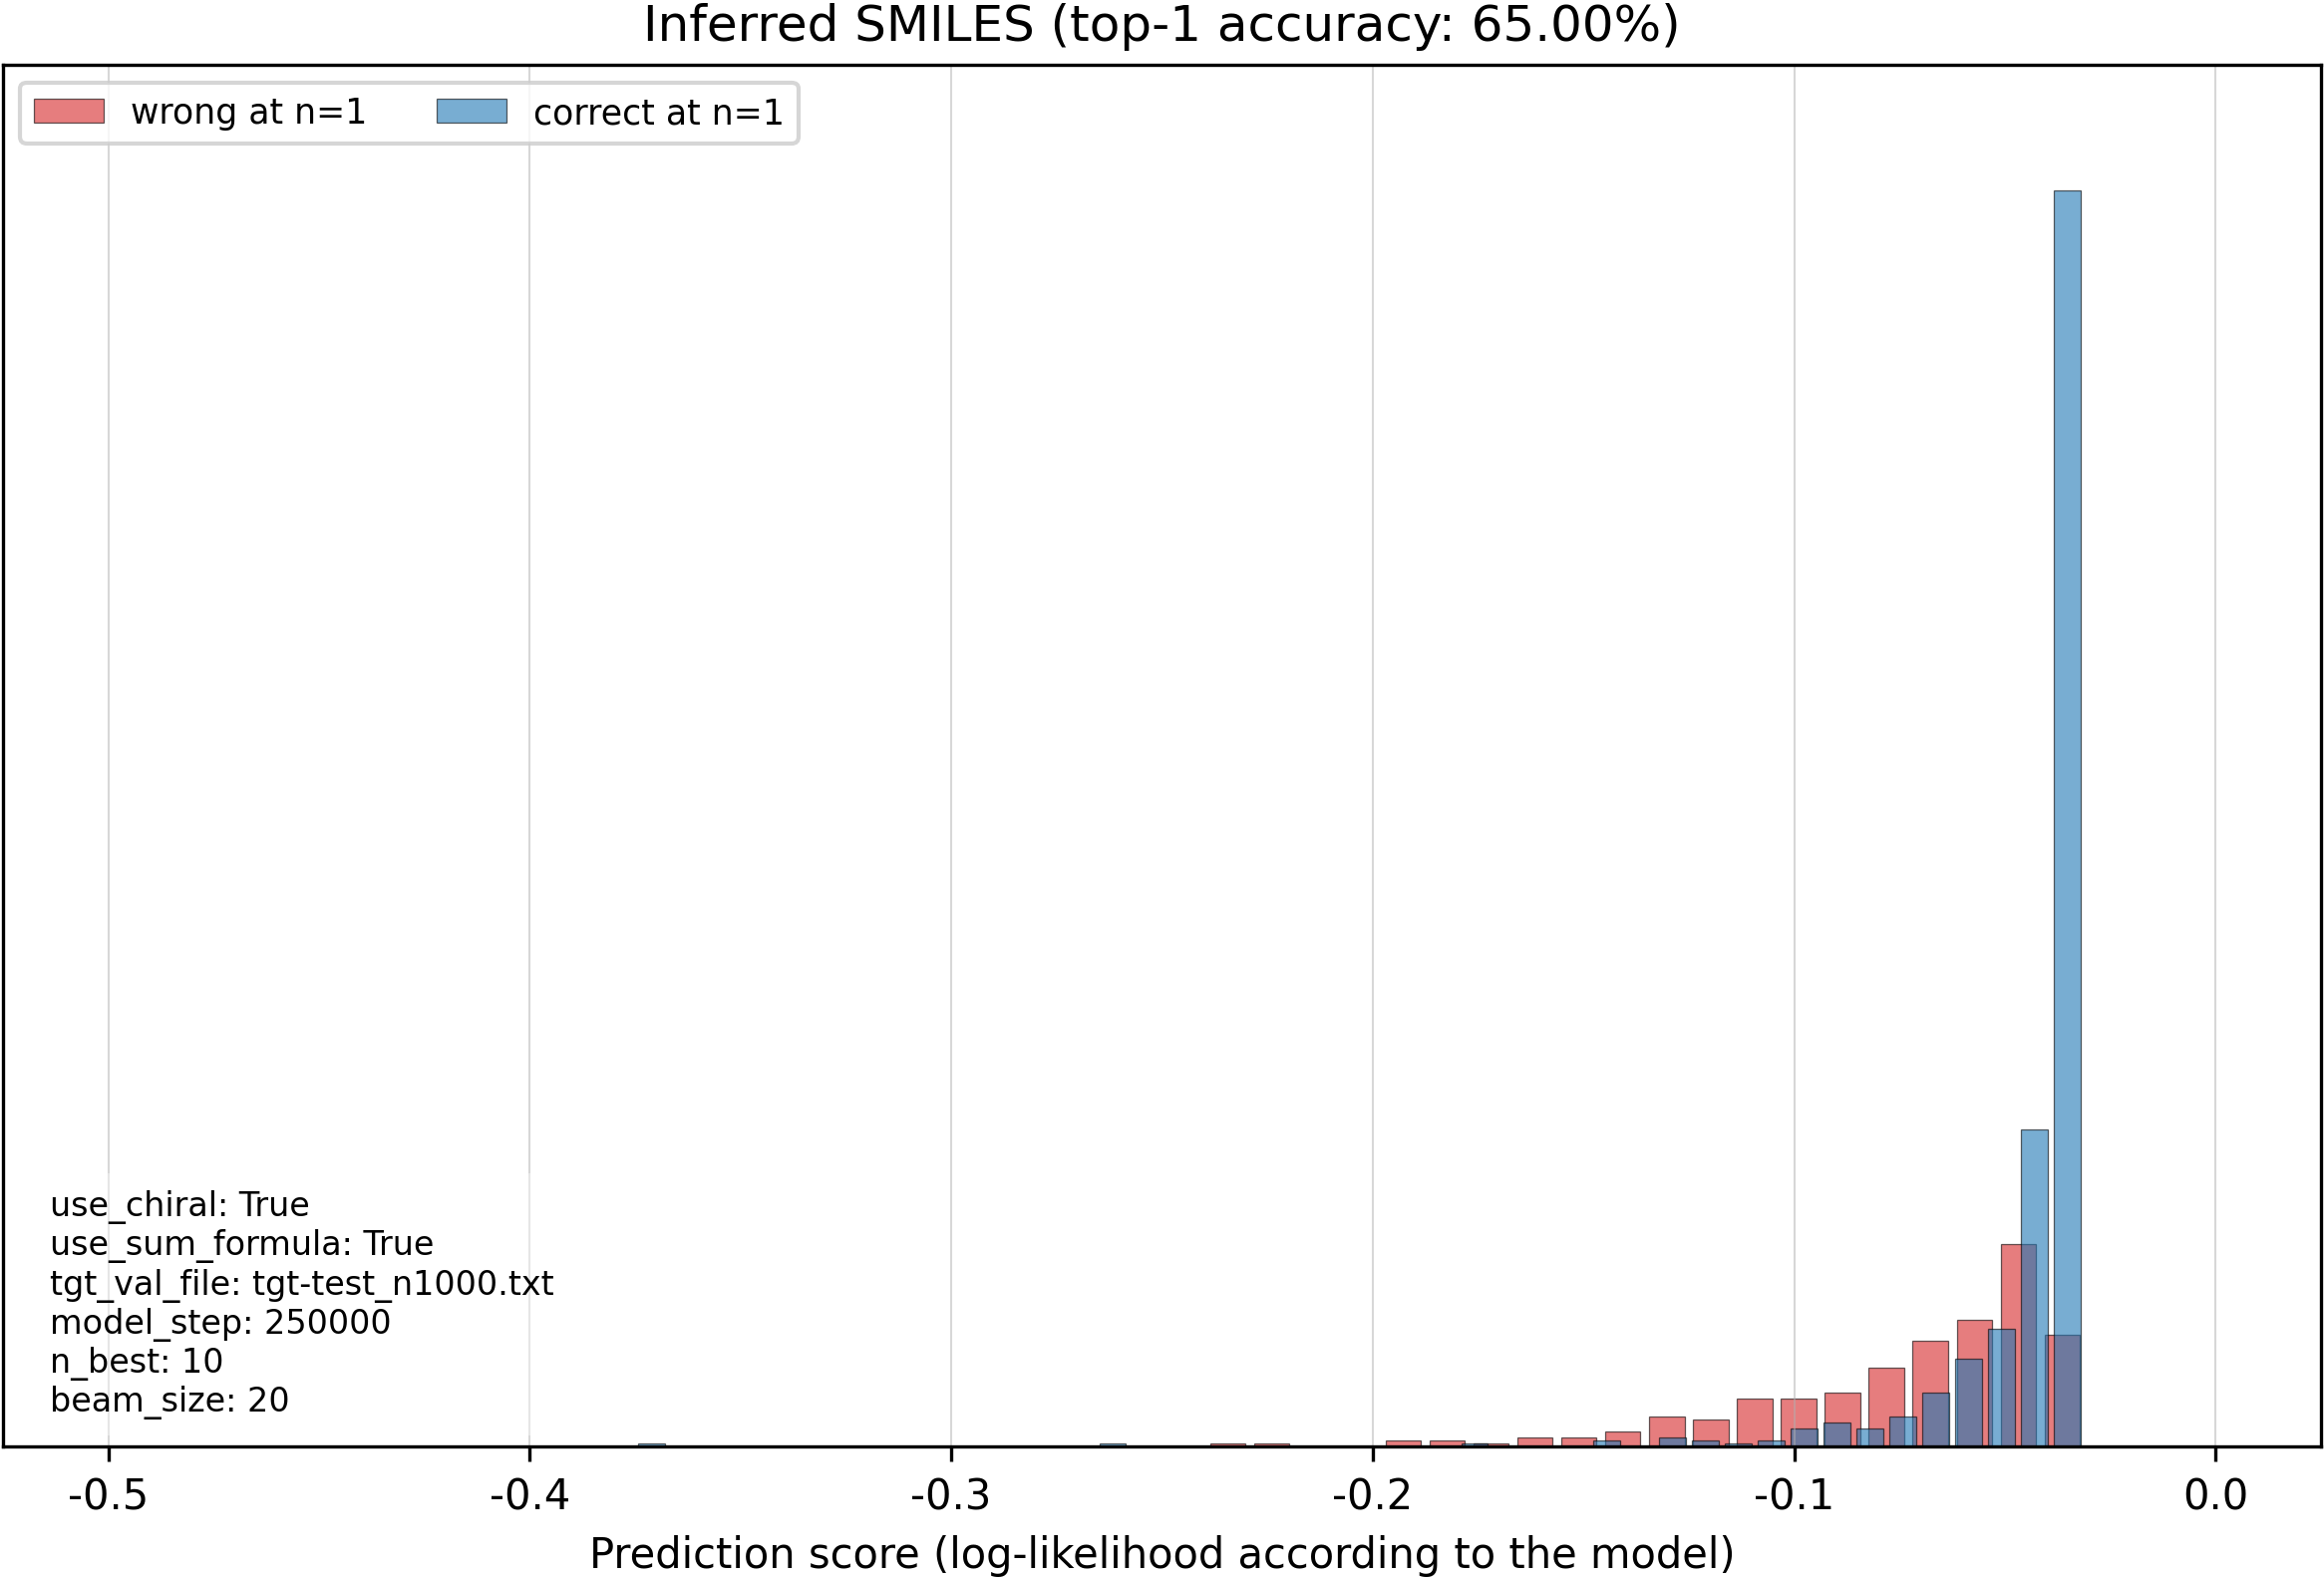 Inferred SMILES (top-1 accuracy: 65.00%)
wrong at n=1 correct at n=1
use_chiral: True
use_sum_formula: True
tgt_val_file: tgt-test_n1000.txt
model_step: 250000
n_best: 10
beam_size: 20
-0.5 -0.4 -0.3 -0.2 -0.1 0.0
Prediction score (log-likelihood according to the model)